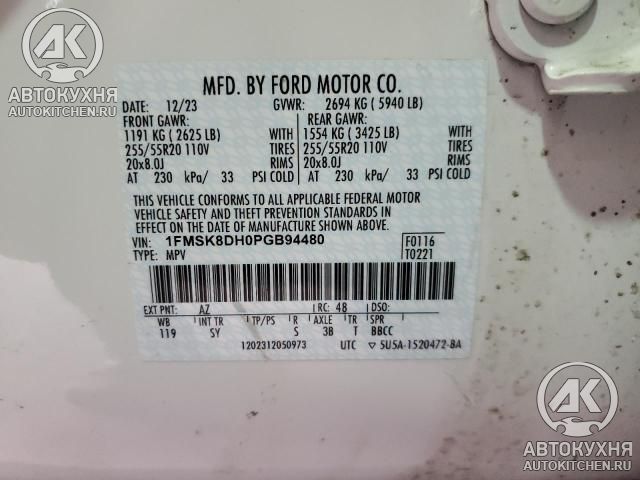 MFD. BY FORD MOTOR CO.
DATE: 12/23 GVWR: 2694 KG ( 5940 LB)
FRONT GAWR: REAR GAWR:
1191 KG ( 2625 LB) WITH 1554 KG ( 3425 LB) WITH
255/55R20 110V TIRES 255/55R20 110V TIRES
20x8.0J RIMS 20x8.0J RIMS
AT 230 kPa/ 33 PSI COLD AT 230 kPa/ 33 PSI COLD
THIS VEHICLE CONFORMS TO ALL APPLICABLE FEDERAL MOTOR
VEHICLE SAFETY AND THEFT PREVENTION STANDARDS IN
EFFECT ON THE DATE OF MANUFACTURE SHOWN ABOVE.
VIN: 1FMSK8DH0PGB94480 F0116
TYPE: MPV T0221
EXT PNT: AZ RC: 48 DSO:
WB INT TR TP/PS R AXLE TR SPR
119 SY S 3B T BBCC
1202312050973 UTC ▽ 5U5A-1520472-BA
АК
АВТОКУХНЯ
AUTOKITCHEN.RU
АК
АВТОКУХНЯ
AUTOKITCHEN.RU